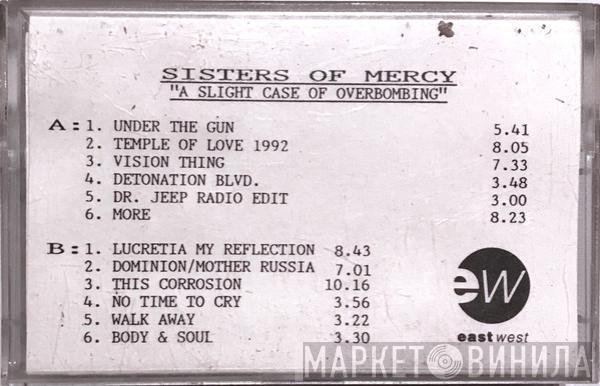 SISTERS OF MERCY
"A SLIGHT CASE OF OVERBOMBING"
A: 1. UNDER THE GUN 5.41
2. TEMPLE OF LOVE 1992 8.05
3. VISION THING 7.33
4. DETONATION BLVD. 3.48
5. DR. JEEP RADIO EDIT 3.00
6. MORE 8.23
B: 1. LUCRETIA MY REFLECTION 8.43
2. DOMINION/MOTHER RUSSIA 7.01
3. THIS CORROSION 10.16
4. NO TIME TO CRY 3.56
5. WALK AWAY 3.22
6. BODY & SOUL 3.30
ew
eastwest
МАРКЕТ ВИНИЛА